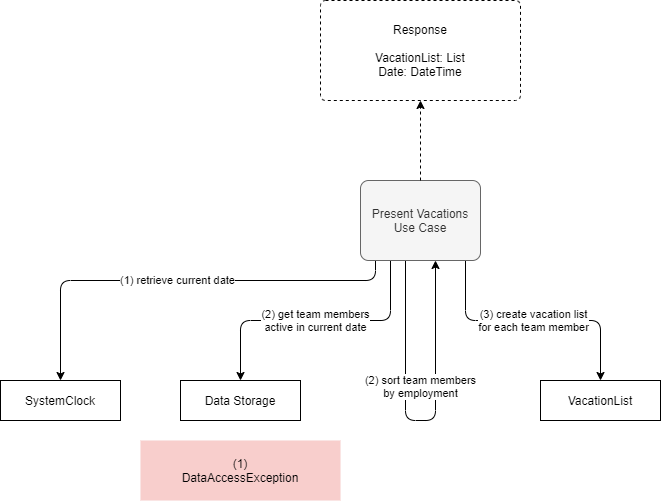 Response
VacationList: List
Date: DateTime
Present Vacations
Use Case
(1) retrieve current date
(2) get team members
active in current date
(3) create vacation list
for each team member
(2) sort team members
by employment
SystemClock
Data Storage
VacationList
(1)
DataAccessException